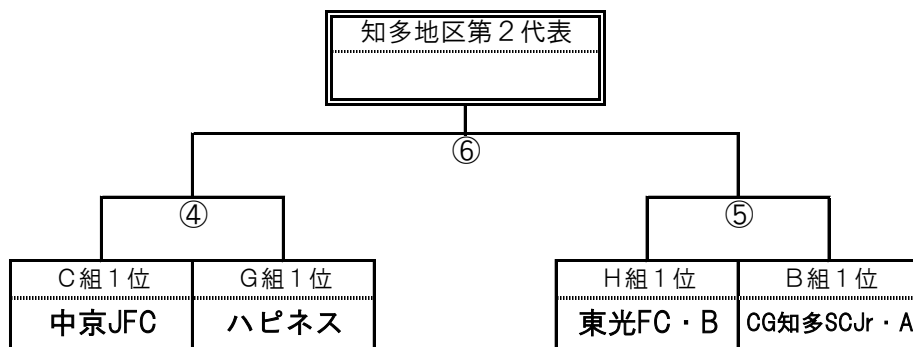 知多地区第２代表
⑥
④
⑤
C組１位
G組１位
H組１位
B組１位
中京JFC
ハピネス
東光FC・B
CG知多SCJr・A